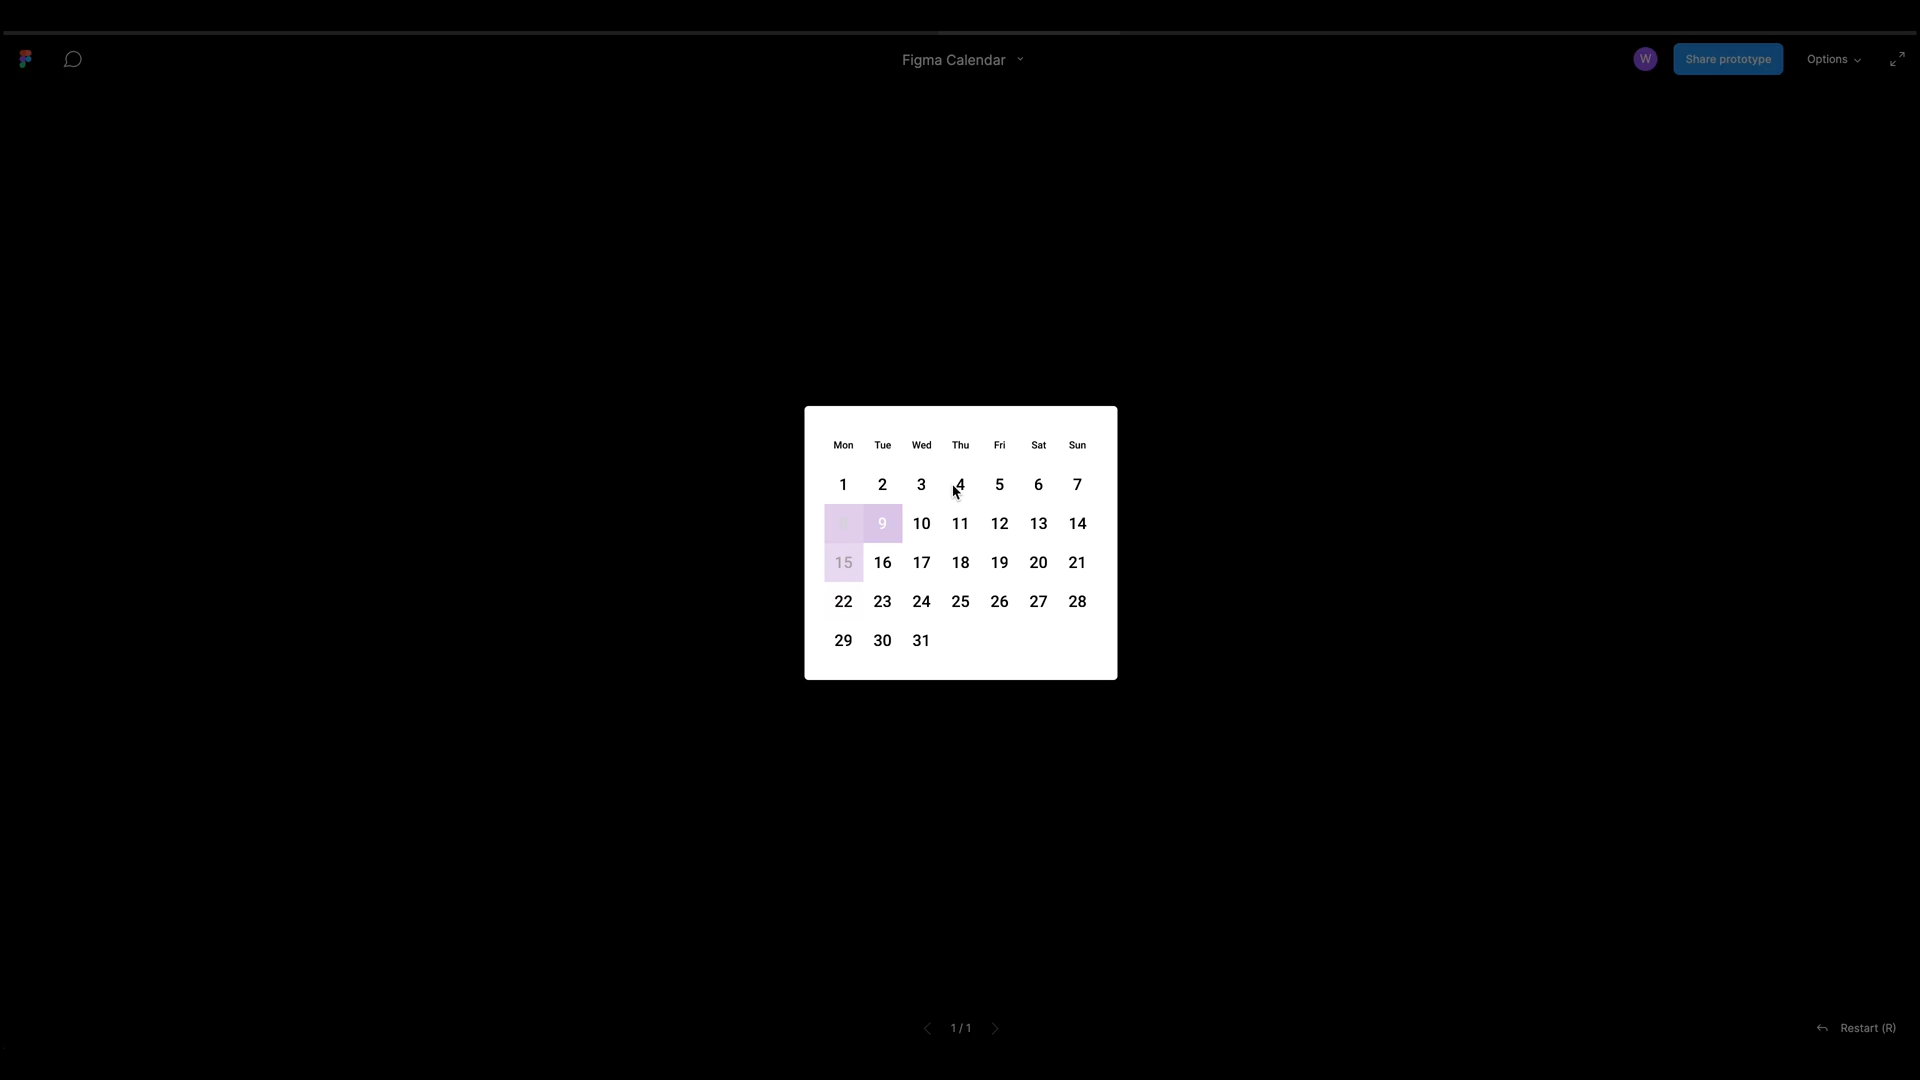 Figma Calendar
W
Share prototype
Options
Mon Tue Wed Thu Fri Sat Sun
1 2 3 4 5 6 7
8 9 10 11 12 13 14
15 16 17 18 19 20 21
22 23 24 25 26 27 28
29 30 31
1 / 1
Restart (R)